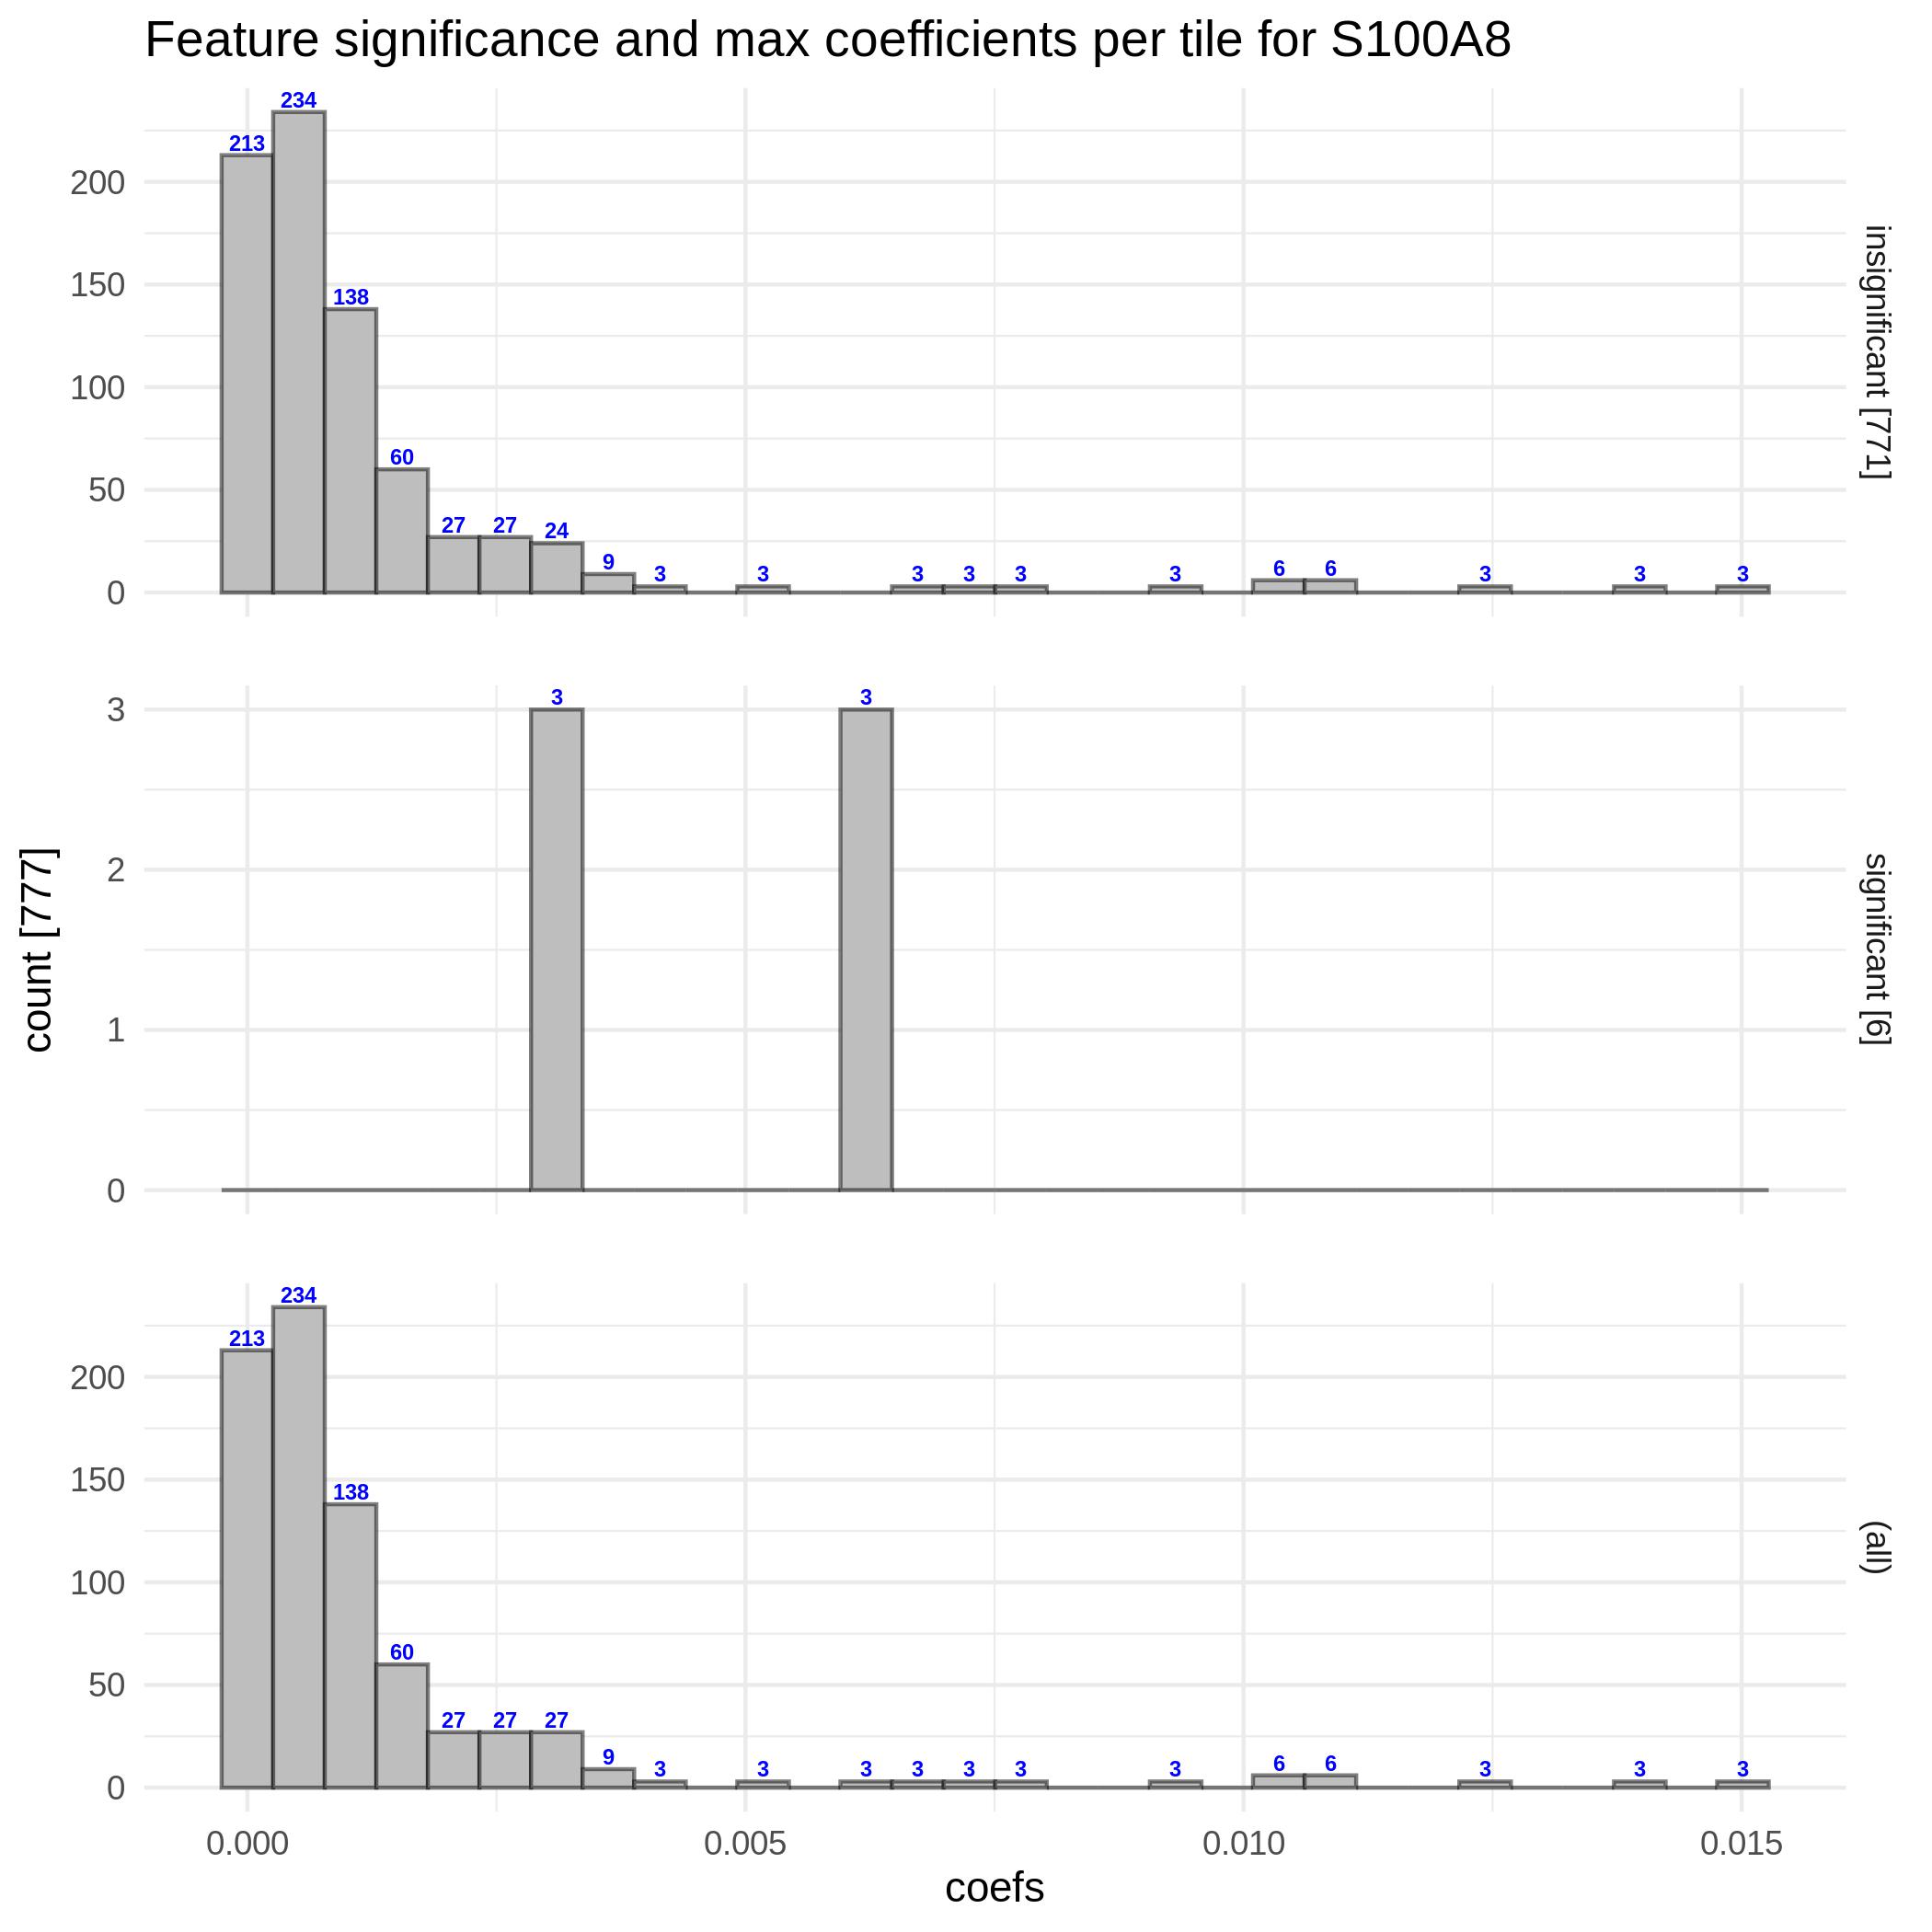 Feature significance and max coefficients per tile for S100A8
213 234 138 60 27 27 24 9 3 3 3 3 3 3 6 6 3 3 3
200
150
100
50
0
insignificant [771]
3 3
3
2
1
0
significant [6]
count [777]
213 234 138 60 27 27 27 9 3 3 3 3 3 3 3 6 6 3 3 3
200
150
100
50
0
(all)
0.000 0.005 0.010 0.015
coefs